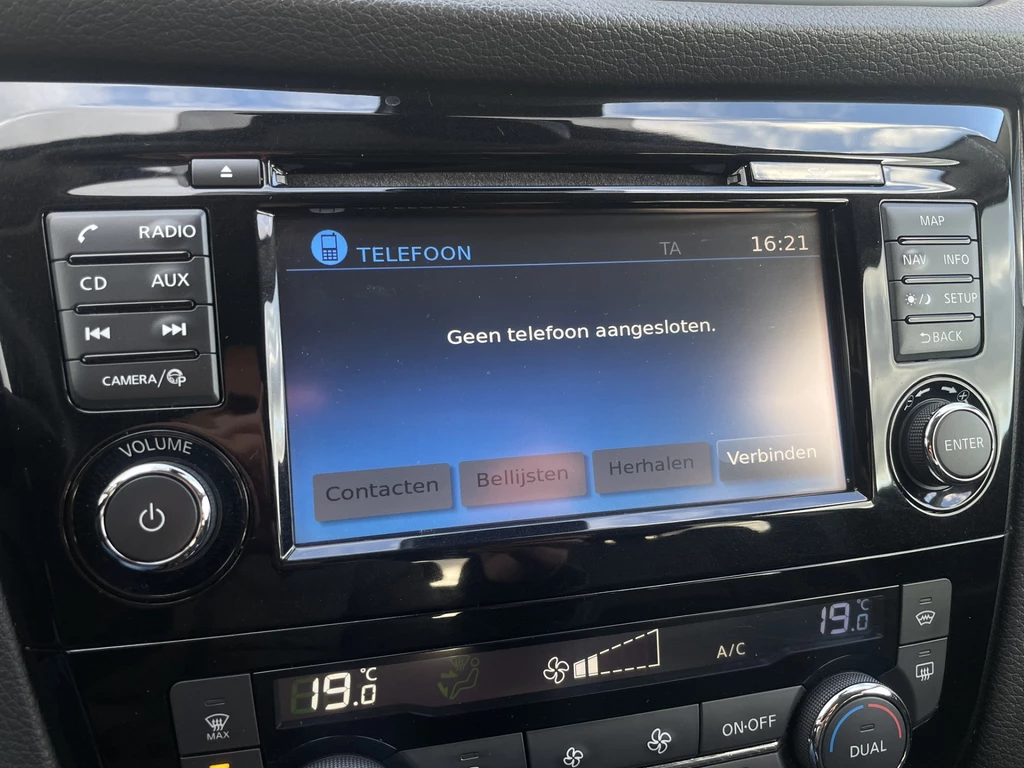 TELEFOON
TA
16:21
Geen telefoon aangesloten.
Contacten
Bellijsten
Herhalen
Verbinden
RADIO
CD AUX
CAMERA/
VOLUME
MAP
NAV INFO
SETUP
BACK
ENTER
19.0 °C
A/C
19.0 °C
MAX
ON·OFF
DUAL